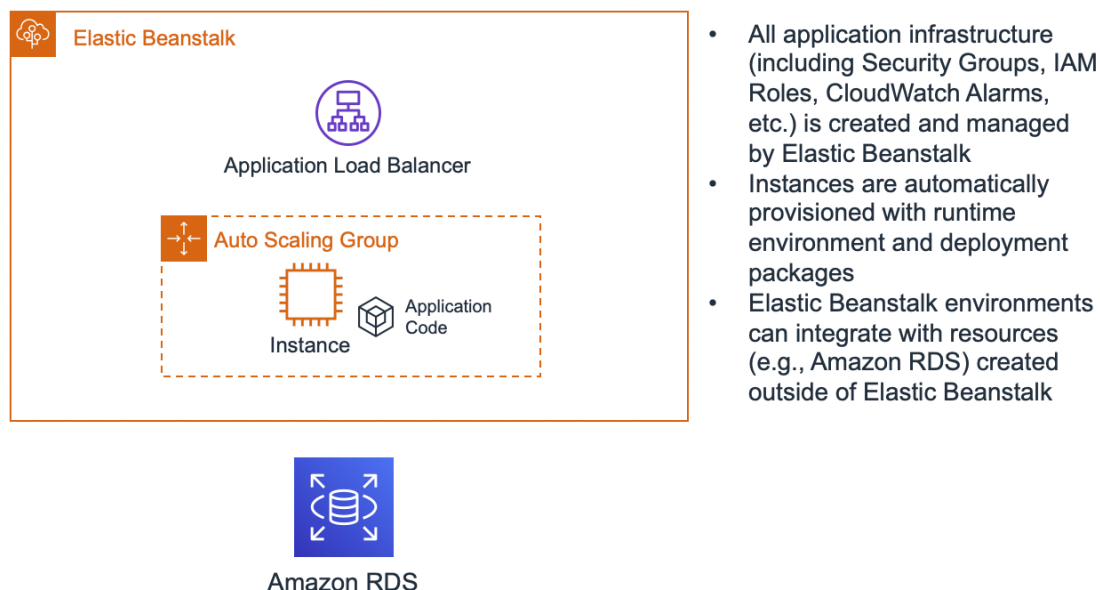 Elastic Beanstalk
Application Load Balancer
Auto Scaling Group
Application
Code
Instance
Amazon RDS
• All application infrastructure
(including Security Groups, IAM
Roles, CloudWatch Alarms,
etc.) is created and managed
by Elastic Beanstalk
• Instances are automatically
provisioned with runtime
environment and deployment
packages
• Elastic Beanstalk environments
can integrate with resources
(e.g., Amazon RDS) created
outside of Elastic Beanstalk